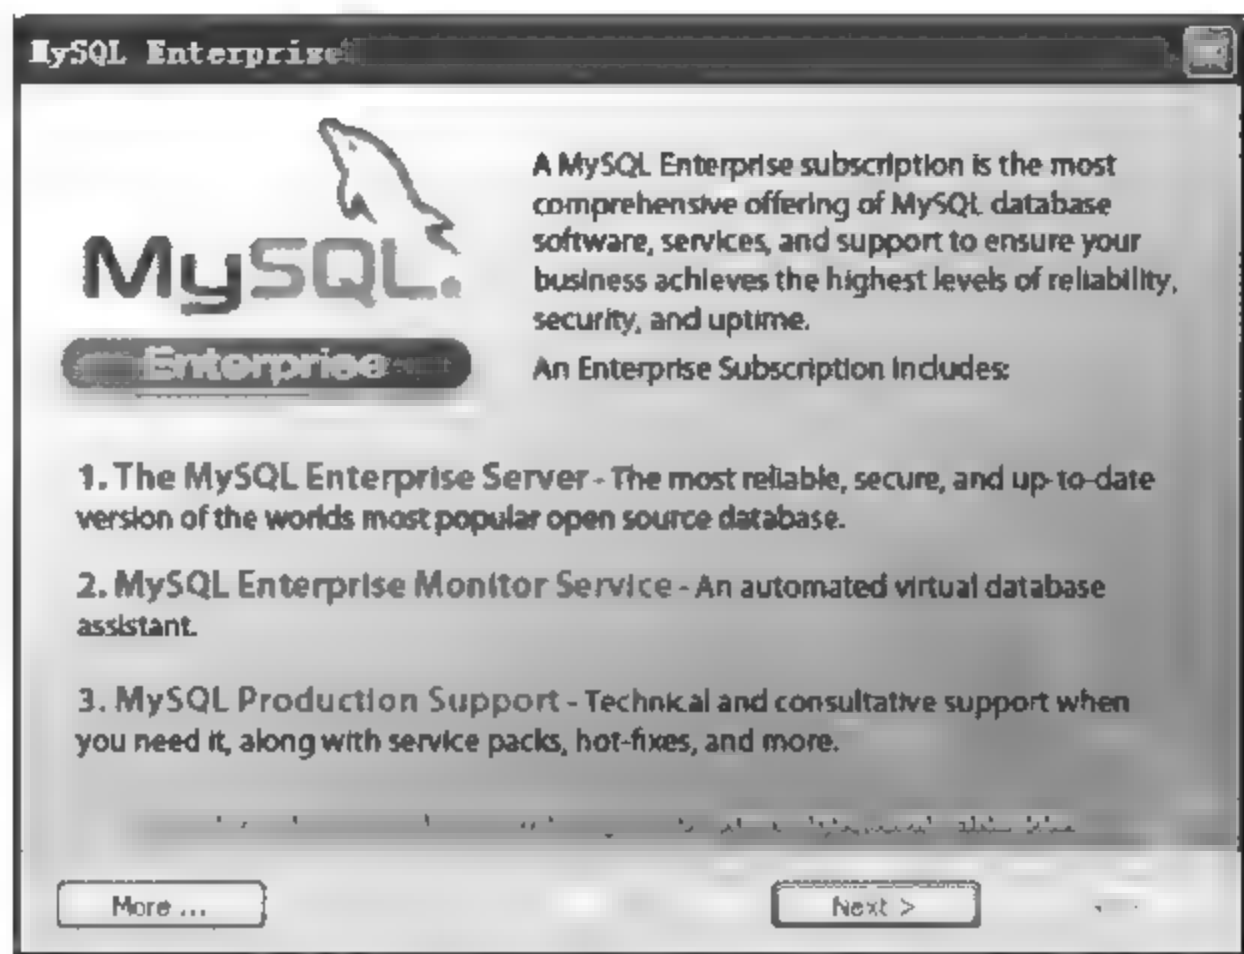 MySQL Enterprise
MySQL.
Enterprise
A MySQL Enterprise subscription is the most
comprehensive offering of MySQL database
software, services, and support to ensure your
business achieves the highest levels of reliability,
security, and uptime.
An Enterprise Subscription includes:
1. The MySQL Enterprise Server - The most reliable, secure, and up-to-date
version of the worlds most popular open source database.
2. MySQL Enterprise Monitor Service - An automated virtual database
assistant.
3. MySQL Production Support - Technical and consultative support when
you need it, along with service packs, hot-fixes, and more.
More ...
Next >